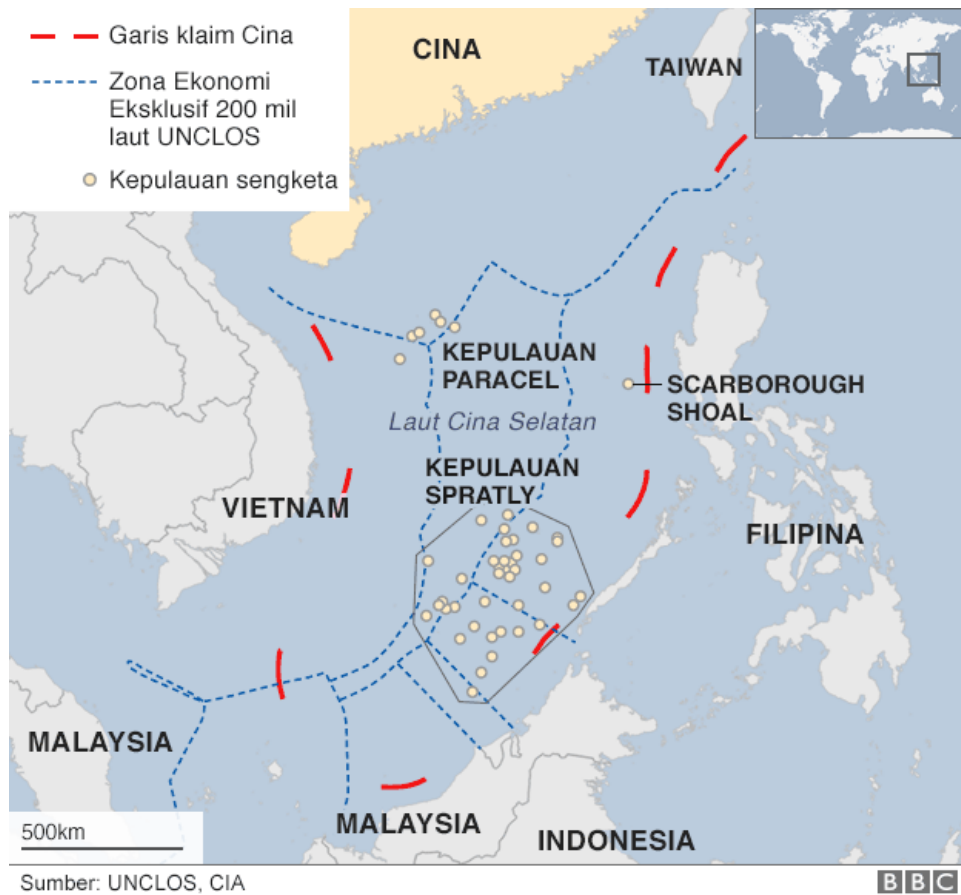 Garis klaim Cina
Zona Ekonomi
Eksklusif 200 mil
laut UNCLOS
Kepulauan sengketa
CINA
TAIWAN
KEPULAUAN
PARACEL
SCARBOROUGH
SHOAL
Laut Cina Selatan
KEPULAUAN
SPRATLY
VIETNAM
FILIPINA
MALAYSIA
MALAYSIA
INDONESIA
500km
Sumber: UNCLOS, CIA
BBC